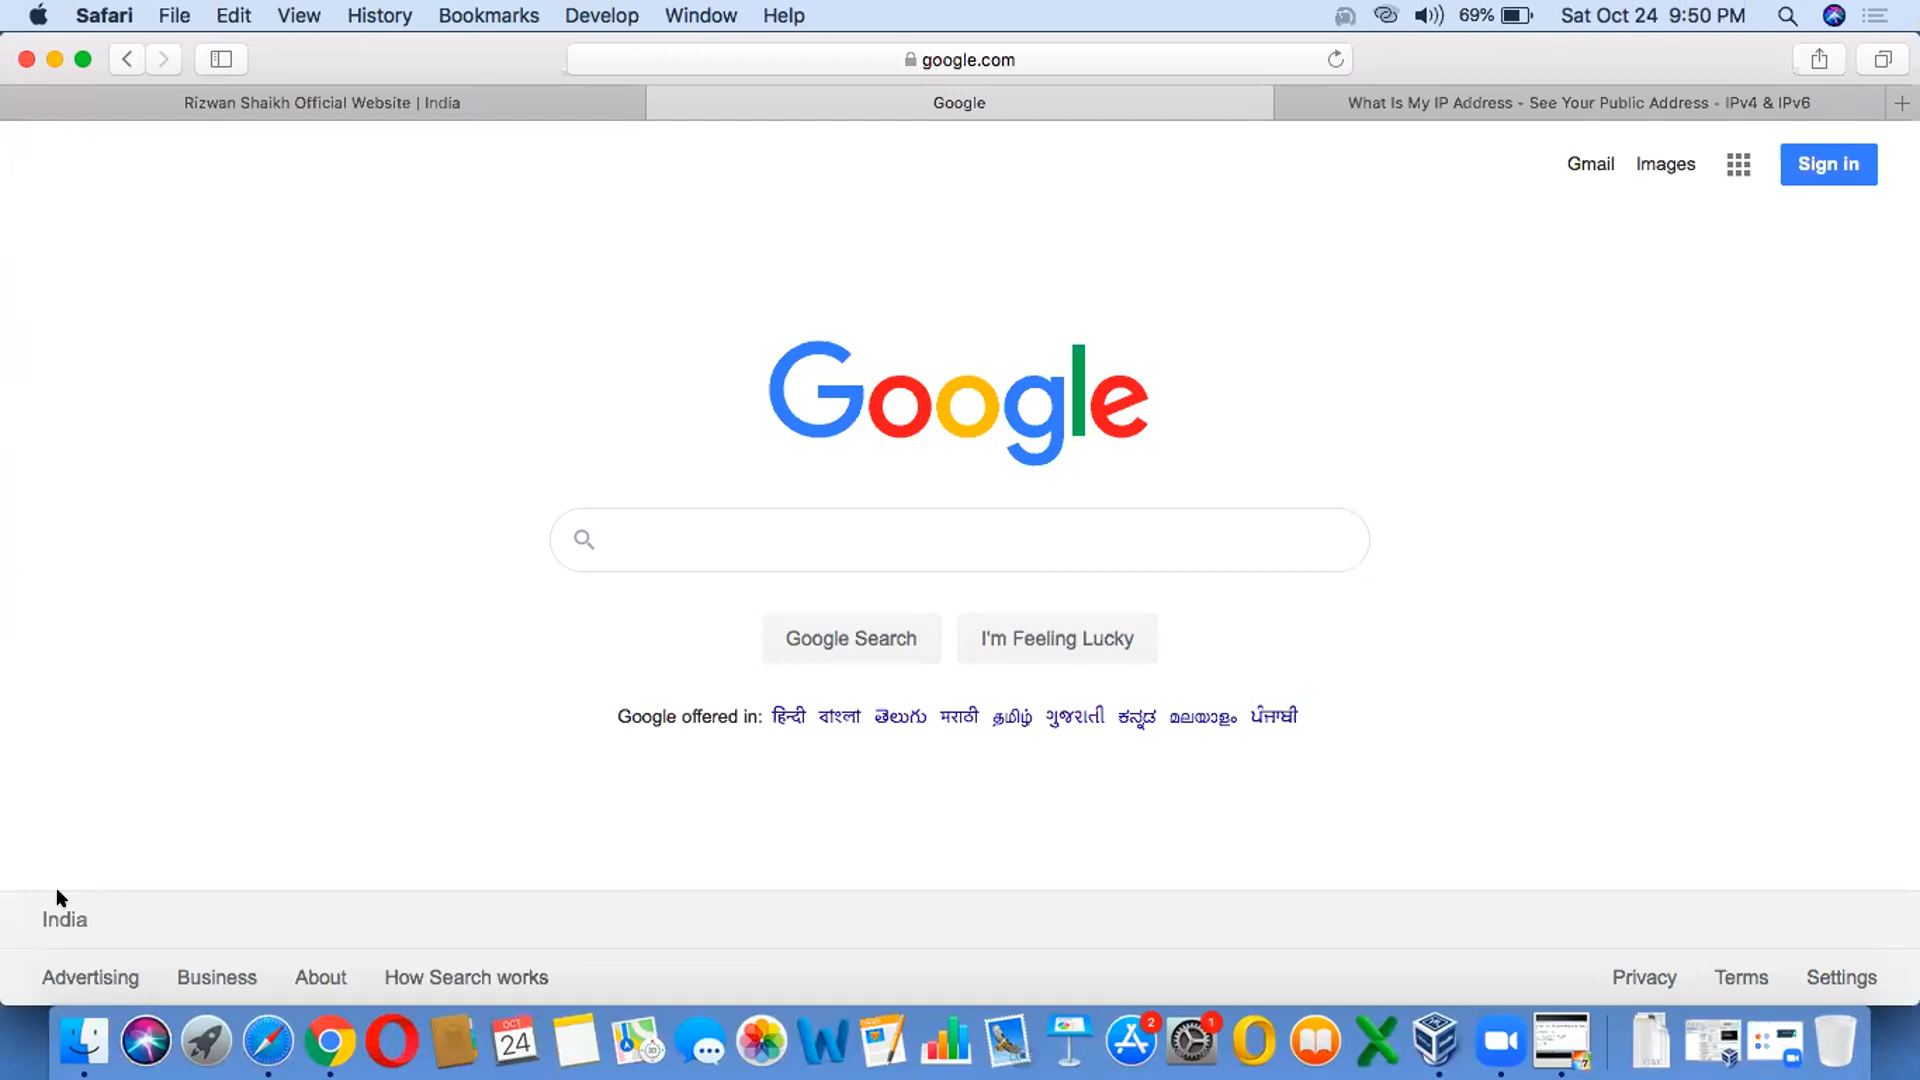 Safari File Edit View History Bookmarks Develop Window Help 69% Sat Oct 24 9:50 PM
google.com
Rizwan Shaikh Official Website | India
Google
What Is My IP Address - See Your Public Address - IPv4 & IPv6
Gmail Images Sign in
Google
Google Search I'm Feeling Lucky
Google offered in: हिन्दी বাংলা తెలుగు मराठी தமிழ் ગુજરાતી ಕನ್ನಡ മലയാളം ਪੰਜਾਬੀ
India
Advertising Business About How Search works Privacy Terms Settings
OCT
24
2
1